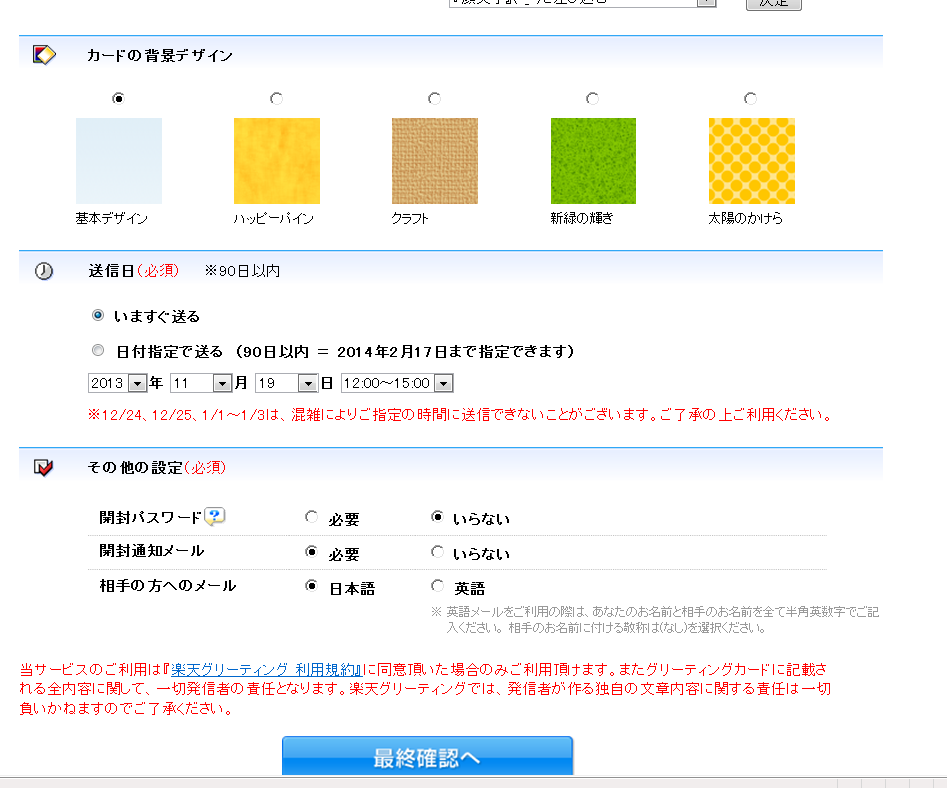 決定
カードの背景デザイン
基本デザイン ハッピーパイン クラフト 新緑の輝き 太陽のかけら
送信日(必須) ※90日以内
いますぐ送る
日付指定で送る (90日以内 = 2014年2月17日まで指定できます)
2013 年 11 月 19 日 12:00～15:00
※12/24、12/25、1/1～1/3は、混雑によりご指定の時間に送信できないことがございます。ご了承の上ご利用ください。
その他の設定(必須)
開封パスワード ? 必要 いらない
開封通知メール 必要 いらない
相手の方へのメール 日本語 英語
※ 英語メールをご利用の際は、あなたのお名前と相手のお名前を全て半角英数字でご記
入ください。相手のお名前に付ける敬称は(なし)を選択ください。
当サービスのご利用は『楽天グリーティング 利用規約』に同意頂いた場合のみご利用頂けます。またグリーティングカードに記載さ
れる全内容に関して、一切発信者の責任となります。楽天グリーティングでは、発信者が作る独自の文章内容に関する責任は一切
負いかねますのでご了承ください。
最終確認へ